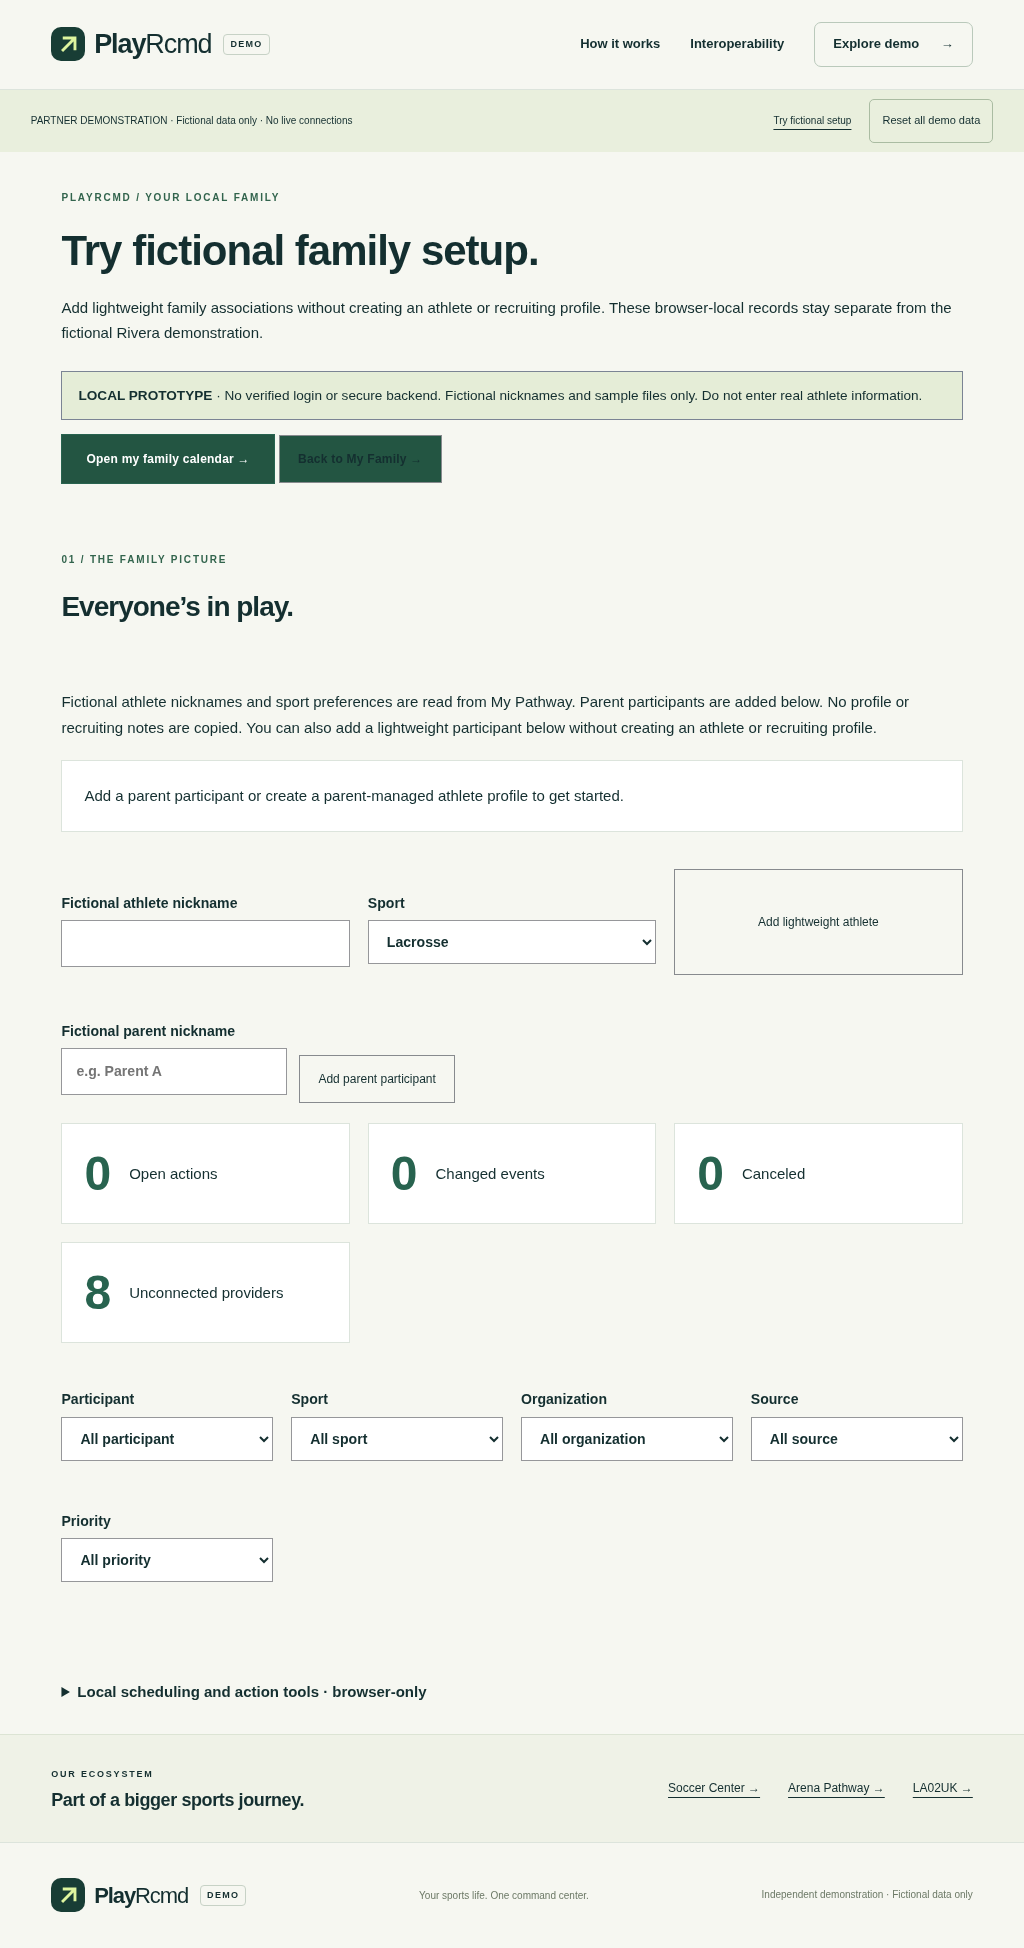 PlayRcmd DEMO
How it works Interoperability Explore demo →
PARTNER DEMONSTRATION · Fictional data only · No live connections
Try fictional setup Reset all demo data
PLAYRCMD / YOUR LOCAL FAMILY
Try fictional family setup.
Add lightweight family associations without creating an athlete or recruiting profile. These browser-local records stay separate from the
fictional Rivera demonstration.
LOCAL PROTOTYPE · No verified login or secure backend. Fictional nicknames and sample files only. Do not enter real athlete information.
Open my family calendar → Back to My Family →
01 / THE FAMILY PICTURE
Everyone’s in play.
Fictional athlete nicknames and sport preferences are read from My Pathway. Parent participants are added below. No profile or
recruiting notes are copied. You can also add a lightweight participant below without creating an athlete or recruiting profile.
Add a parent participant or create a parent-managed athlete profile to get started.
Fictional athlete nickname Sport
Lacrosse
Add lightweight athlete
Fictional parent nickname
e.g. Parent A
Add parent participant
0 Open actions 0 Changed events 0 Canceled
8 Unconnected providers
Participant Sport Organization Source
All participant All sport All organization All source
Priority
All priority
Local scheduling and action tools · browser-only
OUR ECOSYSTEM
Part of a bigger sports journey.
Soccer Center → Arena Pathway → LA02UK →
PlayRcmd DEMO
Your sports life. One command center.
Independent demonstration · Fictional data only